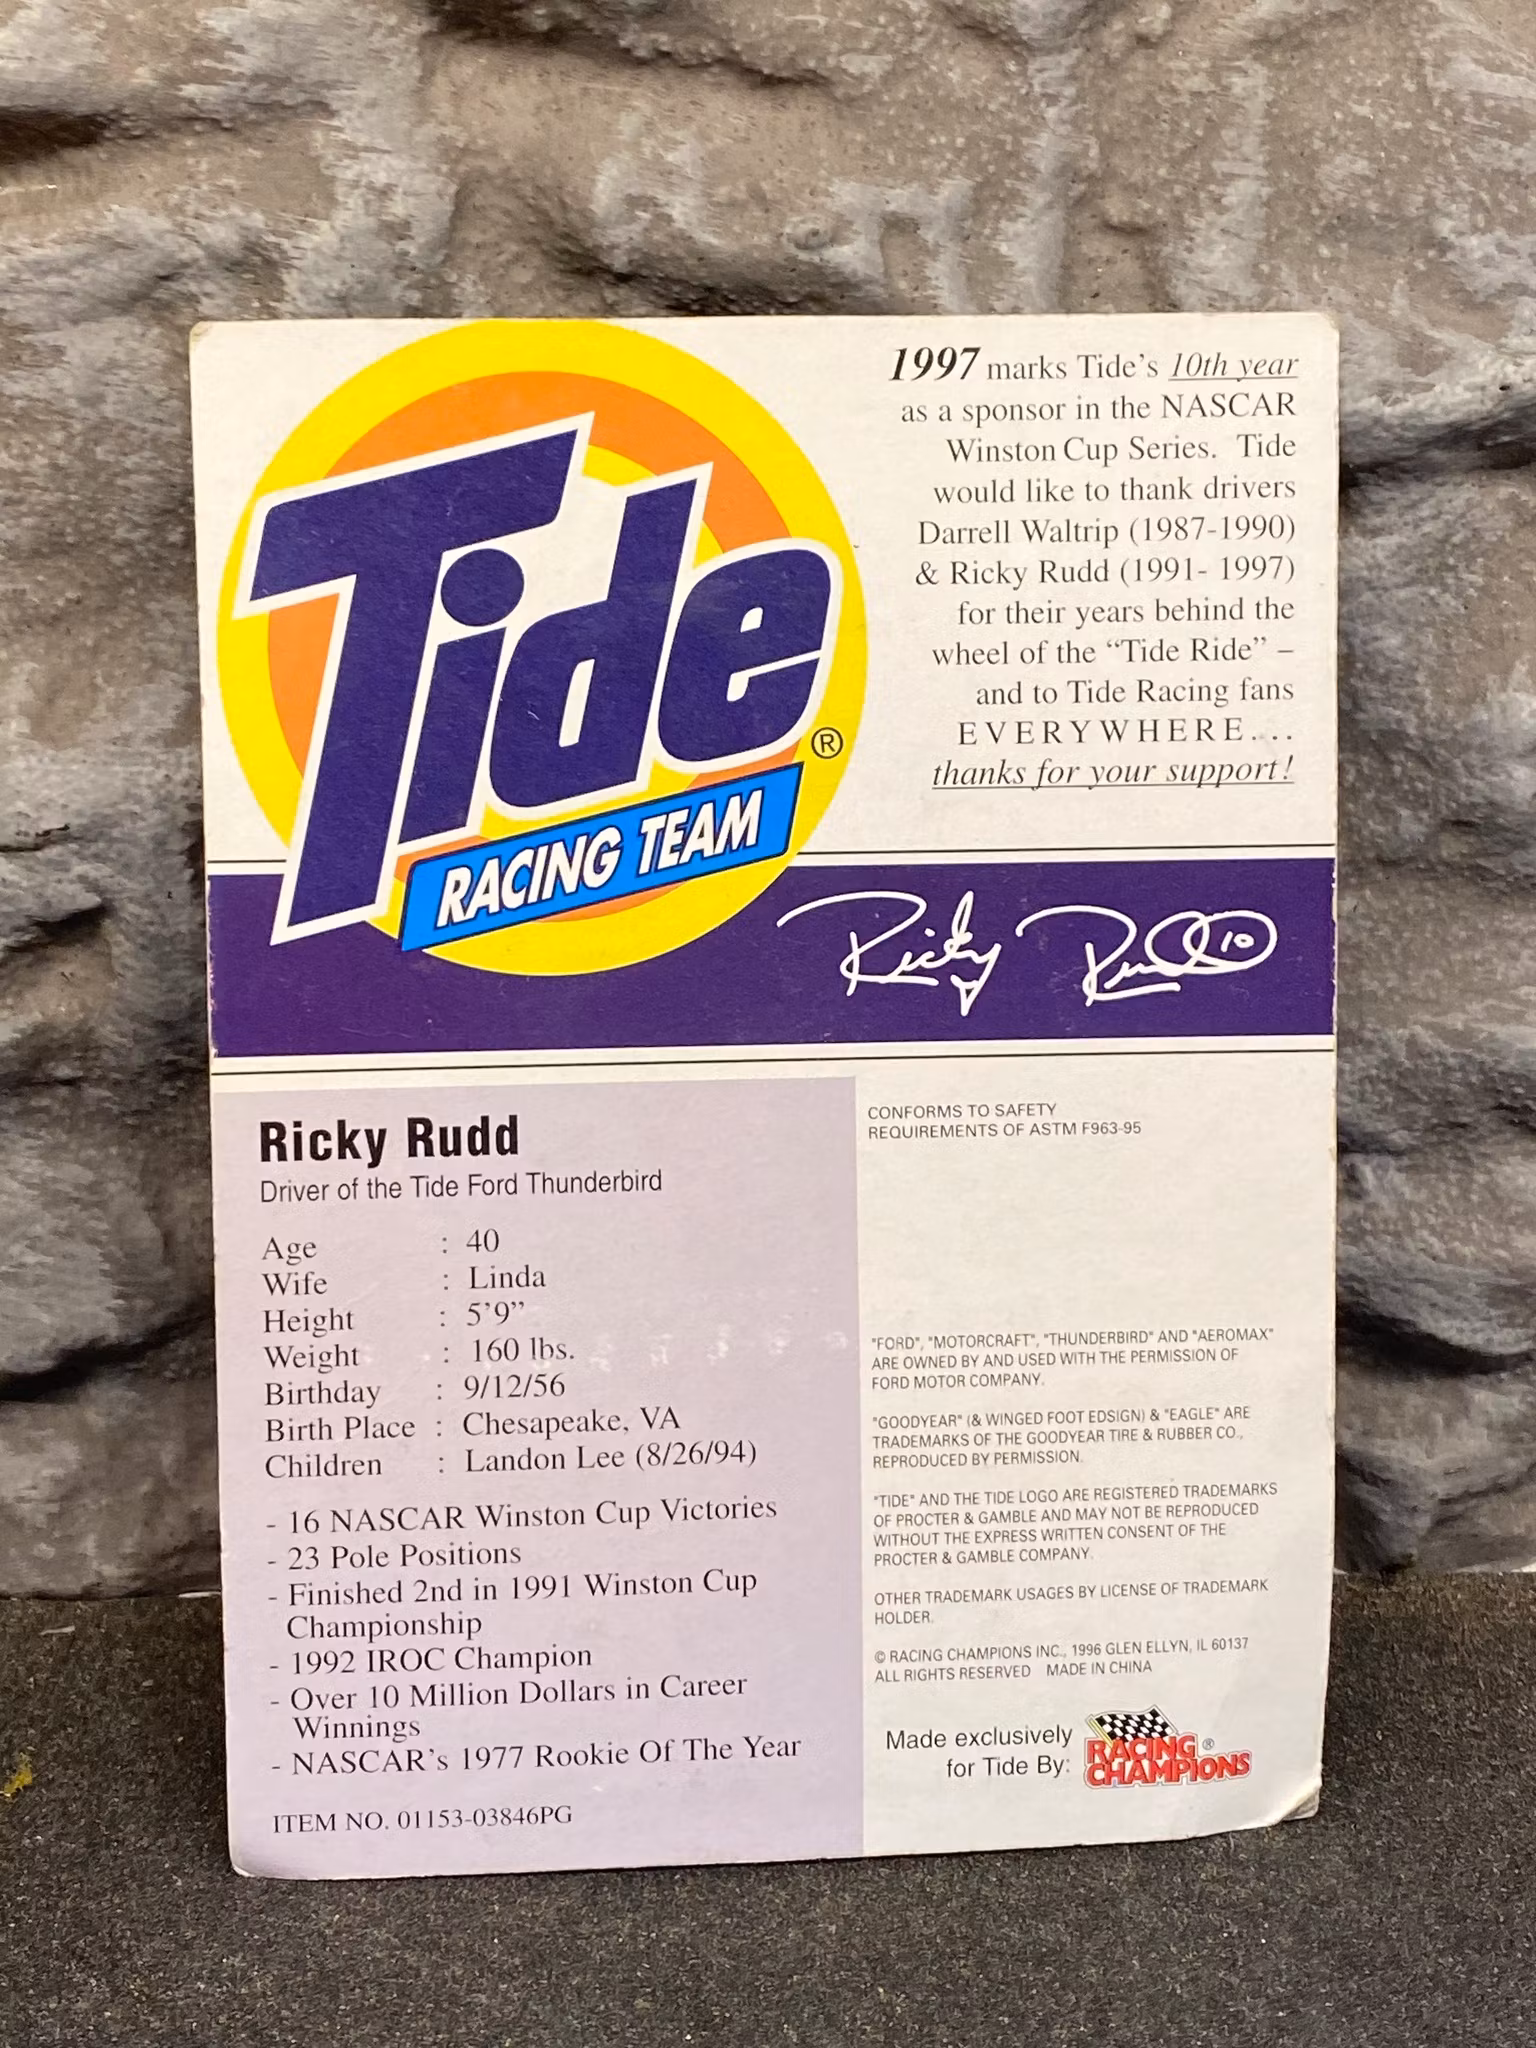 Tide®
RACING TEAM
1997 marks Tide's 10th year
as a sponsor in the NASCAR
Winston Cup Series. Tide
would like to thank drivers
Darrell Waltrip (1987-1990)
& Ricky Rudd (1991- 1997)
for their years behind the
wheel of the “Tide Ride” –
and to Tide Racing fans
EVERYWHERE...
thanks for your support!
Ricky Rudd 10
Ricky Rudd
Driver of the Tide Ford Thunderbird
Age : 40
Wife : Linda
Height : 5'9”
Weight : 160 lbs.
Birthday : 9/12/56
Birth Place : Chesapeake, VA
Children : Landon Lee (8/26/94)
- 16 NASCAR Winston Cup Victories
- 23 Pole Positions
- Finished 2nd in 1991 Winston Cup
Championship
- 1992 IROC Champion
- Over 10 Million Dollars in Career
Winnings
- NASCAR's 1977 Rookie Of The Year
ITEM NO. 01153-03846PG
CONFORMS TO SAFETY
REQUIREMENTS OF ASTM F963-95
"FORD", "MOTORCRAFT", "THUNDERBIRD" AND "AEROMAX"
ARE OWNED BY AND USED WITH THE PERMISSION OF
FORD MOTOR COMPANY.
"GOODYEAR" (& WINGED FOOT EDSIGN) & "EAGLE" ARE
TRADEMARKS OF THE GOODYEAR TIRE & RUBBER CO.,
REPRODUCED BY PERMISSION.
"TIDE" AND THE TIDE LOGO ARE REGISTERED TRADEMARKS
OF PROCTER & GAMBLE AND MAY NOT BE REPRODUCED
WITHOUT THE EXPRESS WRITTEN CONSENT OF THE
PROCTER & GAMBLE COMPANY.
OTHER TRADEMARK USAGES BY LICENSE OF TRADEMARK
HOLDER.
© RACING CHAMPIONS INC., 1996 GLEN ELLYN, IL 60137
ALL RIGHTS RESERVED MADE IN CHINA
Made exclusively
for Tide By:
RACING®
CHAMPIONS